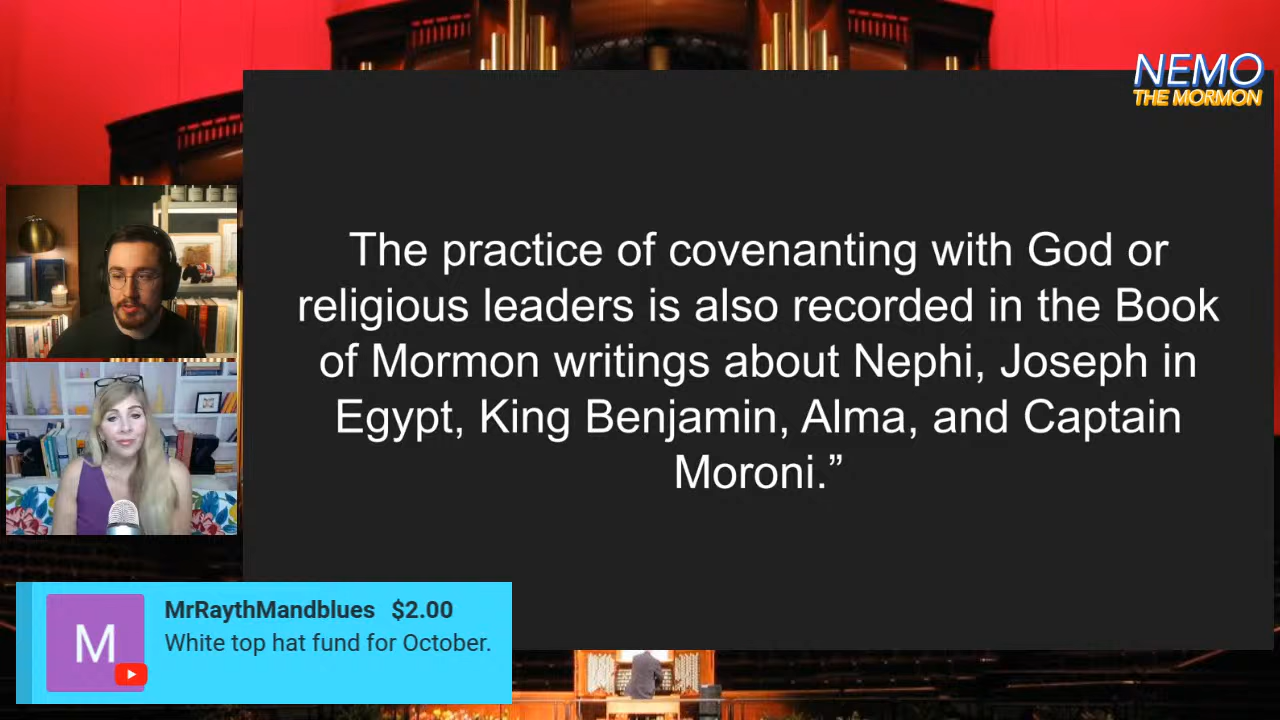 NEMO
THE MORMON
The practice of covenanting with God or
religious leaders is also recorded in the Book
of Mormon writings about Nephi, Joseph in
Egypt, King Benjamin, Alma, and Captain
Moroni.”
MrRaythMandblues $2.00
M
White top hat fund for October.